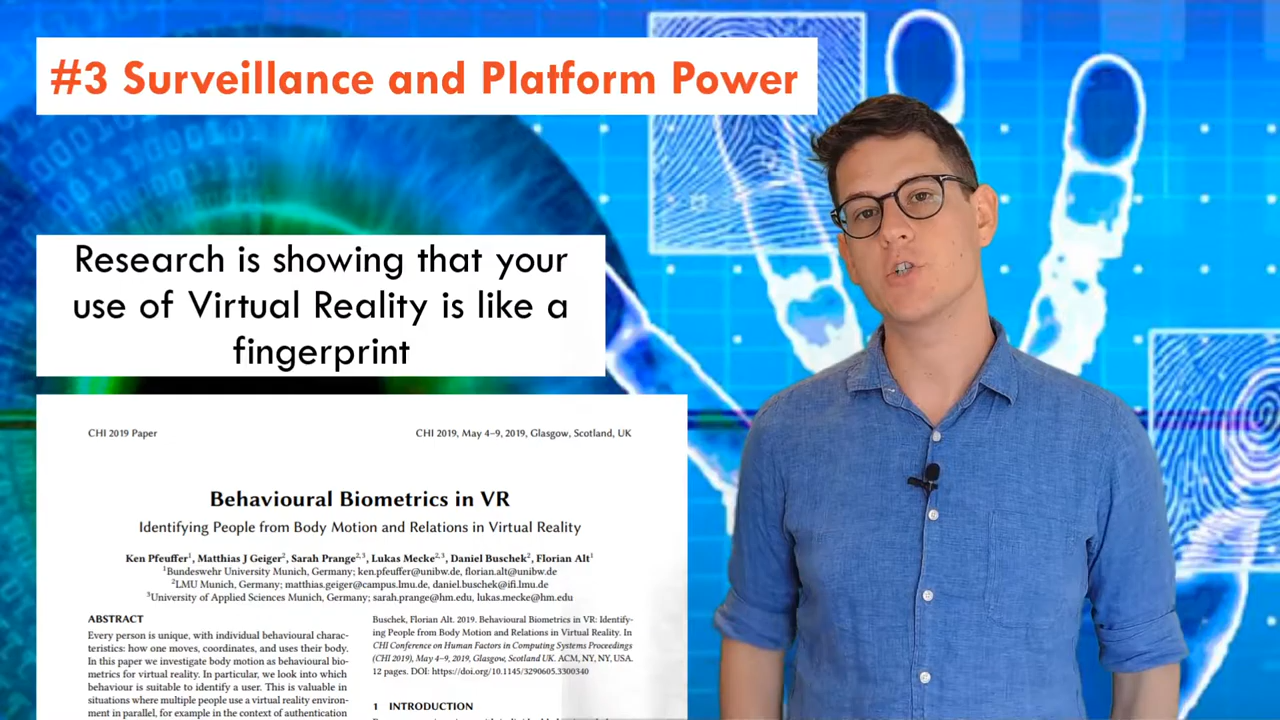 #3 Surveillance and Platform Power
Research is showing that your
use of Virtual Reality is like a
fingerprint
CHI 2019 Paper
CHI 2019, May 4–9, 2019, Glasgow, Scotland, UK
Behavioural Biometrics in VR
Identifying People from Body Motion and Relations in Virtual Reality
Ken Pfeuffer¹, Matthias J Geiger², Sarah Prange²,³, Lukas Mecke²,³, Daniel Buschek², Florian Alt¹
¹Bundeswehr University Munich, Germany; ken.pfeuffer@unibw.de, florian.alt@unibw.de
²LMU Munich, Germany; matthias.geiger@campus.lmu.de, daniel.buschek@ifi.lmu.de
³University of Applied Sciences Munich, Germany; sarah.prange@hm.edu, lukas.mecke@hm.edu
ABSTRACT
Every person is unique, with individual behavioural charac-
teristics: how one moves, coordinates, and uses their body.
In this paper we investigate body motion as behavioural bio-
metrics for virtual reality. In particular, we look into which
behaviour is suitable to identify a user. This is valuable in
situations where multiple people use a virtual reality environ-
ment in parallel, for example in the context of authentication
Buschek, Florian Alt. 2019. Behavioural Biometrics in VR: Identify-
ing People from Body Motion and Relations in Virtual Reality. In
CHI Conference on Human Factors in Computing Systems Proceedings
(CHI 2019), May 4–9, 2019, Glasgow, Scotland UK. ACM, NY, NY, USA.
12 pages. DOI: https://doi.org/10.1145/3290605.3300340
1 INTRODUCTION